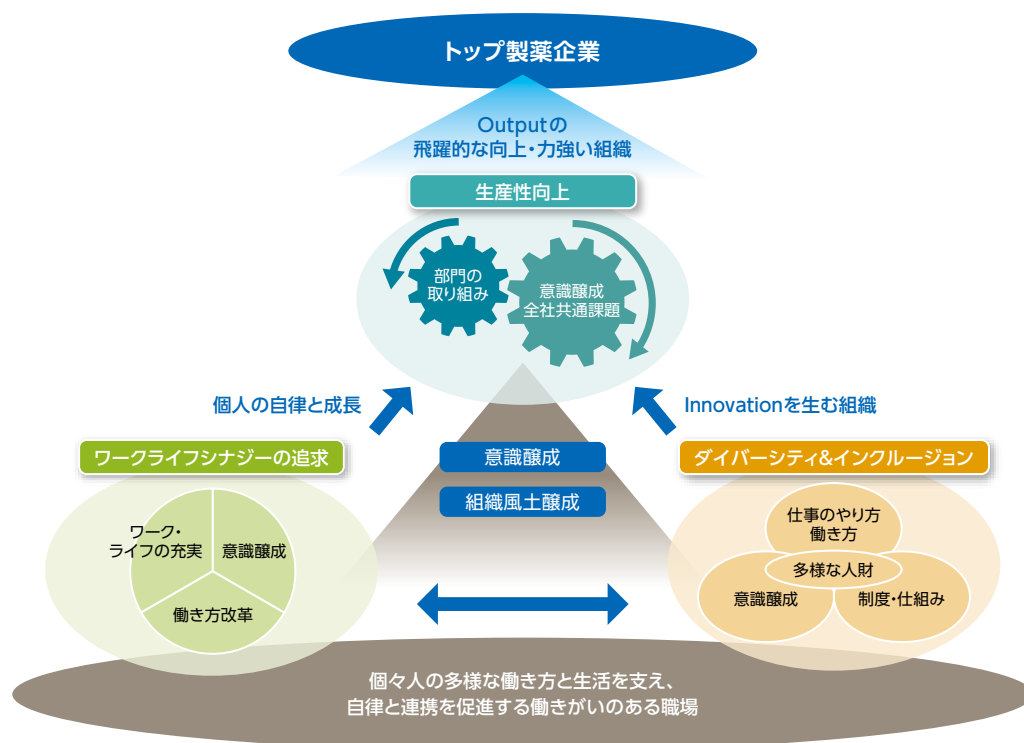 トップ製薬企業
Outputの
飛躍的な向上・力強い組織
生産性向上
部門の
取り組み
意識醸成
全社共通課題
個人の自律と成長
Innovationを生む組織
ワークライフシナジーの追求
意識醸成
組織風土醸成
ダイバーシティ&インクルージョン
ワーク・
ライフの充実
意識醸成
働き方改革
仕事のやり方
働き方
多様な人財
意識醸成
制度・仕組み
個々人の多様な働き方と生活を支え、
自律と連携を促進する働きがいのある職場